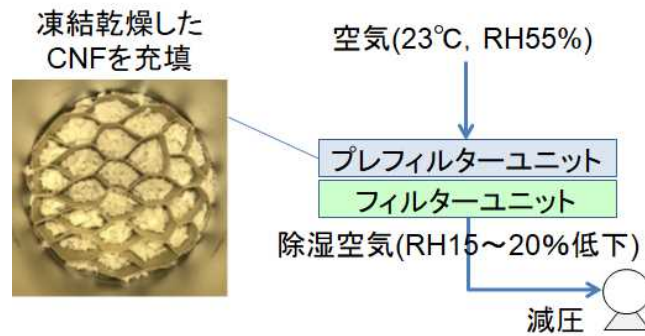 凍結乾燥した
CNFを充填
空気(23℃, RH55%)
プレフィルターユニット
フィルターユニット
除湿空気(RH15～20%低下)
減圧